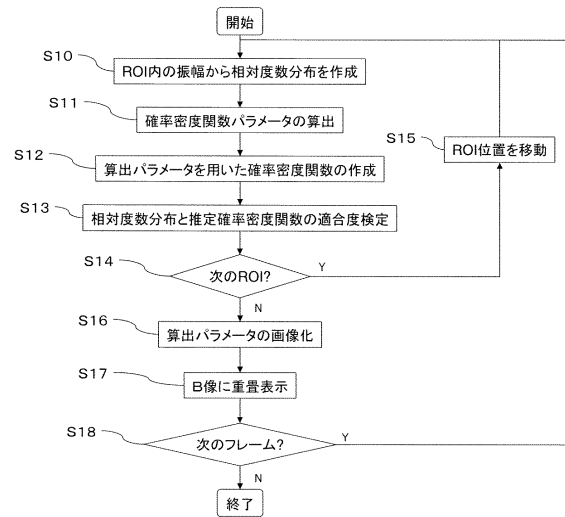 開始
S10
ROI内の振幅から相対度数分布を作成
S11
確率密度関数パラメータの算出
S12
算出パラメータを用いた確率密度関数の作成
S13
相対度数分布と推定確率密度関数の適合度検定
S14
次のROI?
Y
S15
ROI位置を移動
N
S16
算出パラメータの画像化
S17
B像に重畳表示
S18
次のフレーム?
Y
N
終了